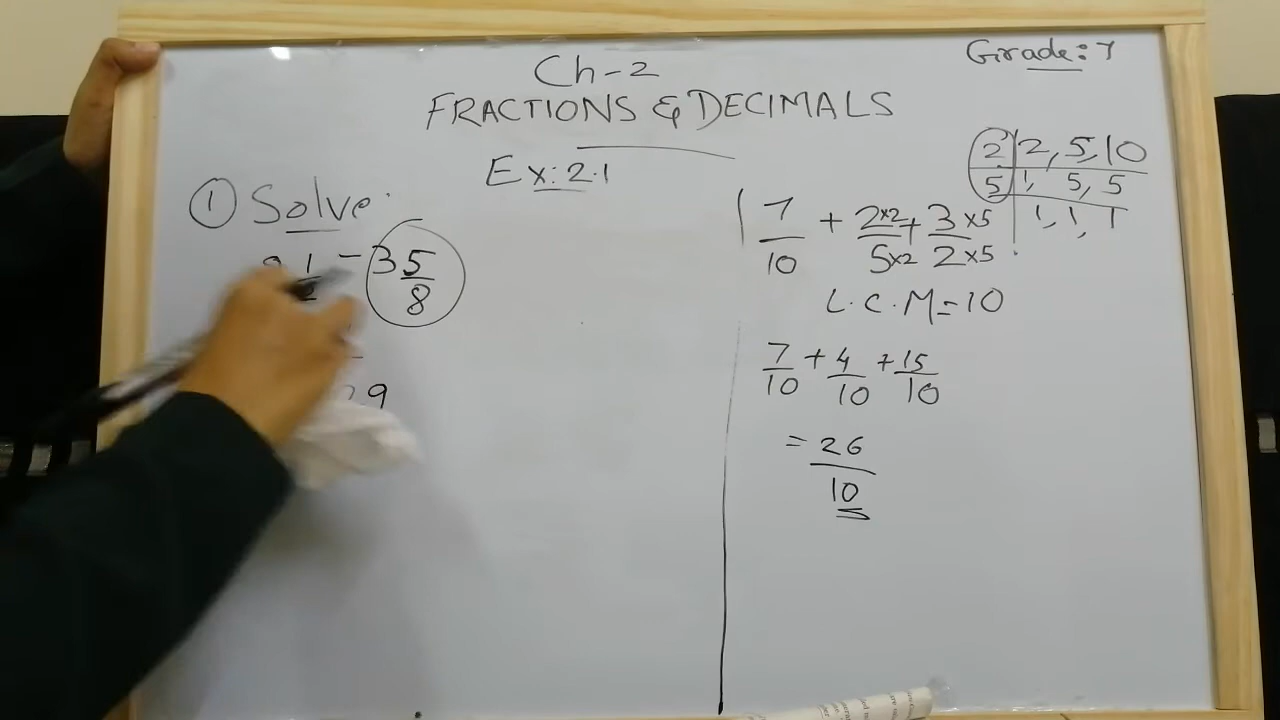 Grade: 7
Ch-2
FRACTIONS & DECIMALS
Ex: 2.1
① Solve.
1/2 - 3 5/8
9
2 | 2, 5, 10
5 | 1, 5, 5
1, 1, 1
7/10 + 2×2/5×2 + 3×5/2×5
L.C.M = 10
7/10 + 4/10 + 15/10
= 26/10